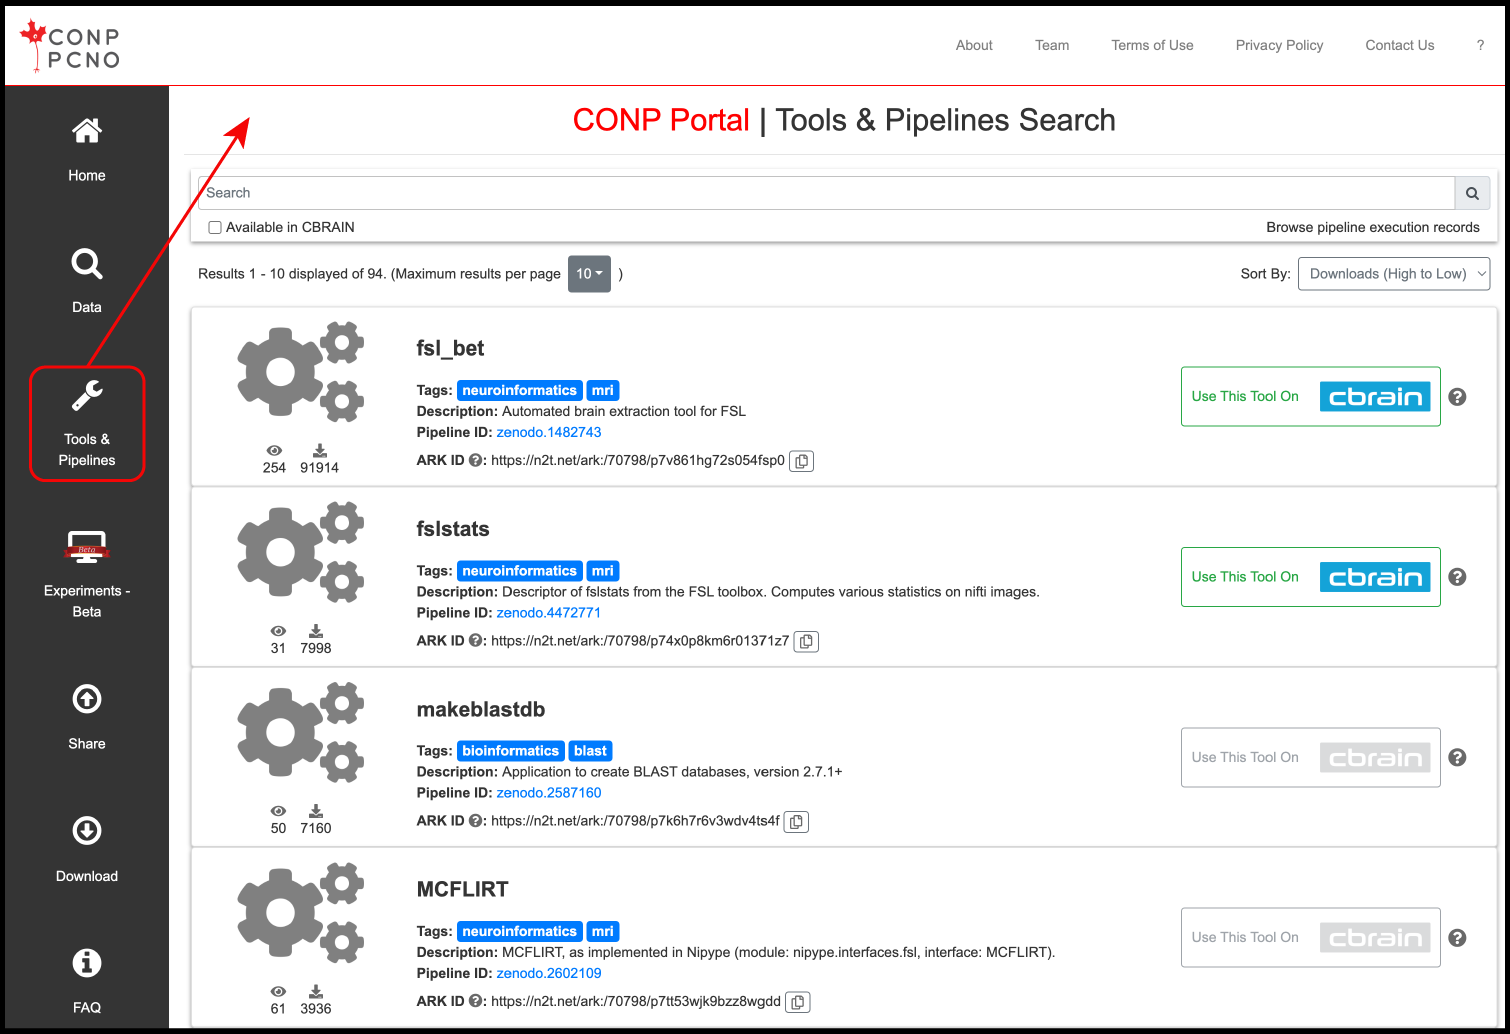 CONP
PCNO
About Team Terms of Use Privacy Policy Contact Us ?
Home
Data
Tools &
Pipelines
Beta
Experiments -
Beta
Share
Download
FAQ
CONP Portal | Tools & Pipelines Search
Search
Available in CBRAIN Browse pipeline execution records
Results 1 - 10 displayed of 94. (Maximum results per page 10 ) Sort By: Downloads (High to Low)
fsl_bet
Tags: neuroinformatics mri
Description: Automated brain extraction tool for FSL
Pipeline ID: zenodo.1482743
ARK ID ?: https://n2t.net/ark:/70798/p7v861hg72s054fsp0
254 91914
Use This Tool On cbrain ?
fslstats
Tags: neuroinformatics mri
Description: Descriptor of fslstats from the FSL toolbox. Computes various statistics on nifti images.
Pipeline ID: zenodo.4472771
ARK ID ?: https://n2t.net/ark:/70798/p74x0p8km6r01371z7
31 7998
Use This Tool On cbrain ?
makeblastdb
Tags: bioinformatics blast
Description: Application to create BLAST databases, version 2.7.1+
Pipeline ID: zenodo.2587160
ARK ID ?: https://n2t.net/ark:/70798/p7k6h7r6v3wdv4ts4f
50 7160
Use This Tool On cbrain ?
MCFLIRT
Tags: neuroinformatics mri
Description: MCFLIRT, as implemented in Nipype (module: nipype.interfaces.fsl, interface: MCFLIRT).
Pipeline ID: zenodo.2602109
ARK ID ?: https://n2t.net/ark:/70798/p7tt53wjk9bzz8wgdd
61 3936
Use This Tool On cbrain ?